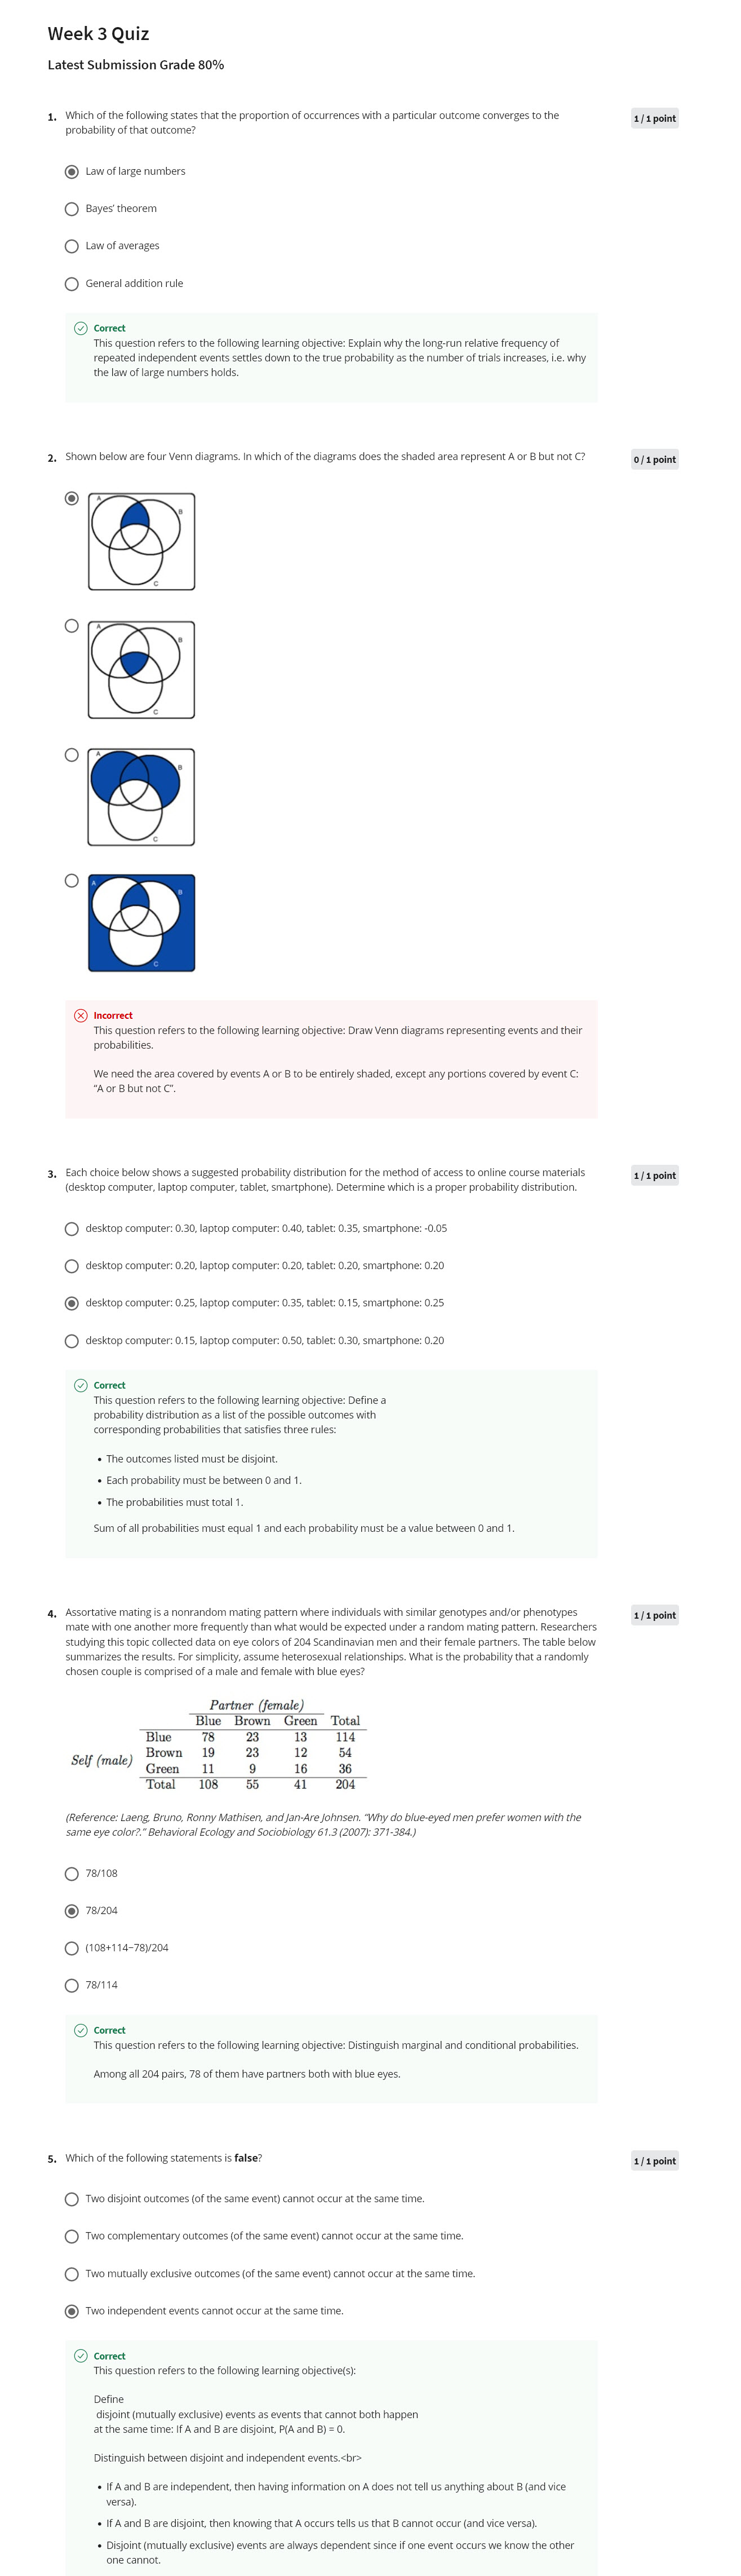 Week 3 Quiz
Latest Submission Grade 80%
1. Which of the following states that the proportion of occurrences with a particular outcome converges to the
probability of that outcome?
1 / 1 point
Law of large numbers
Bayes' theorem
Law of averages
General addition rule
Correct
This question refers to the following learning objective: Explain why the long-run relative frequency of
repeated independent events settles down to the true probability as the number of trials increases, i.e. why
the law of large numbers holds.
2. Shown below are four Venn diagrams. In which of the diagrams does the shaded area represent A or B but not C?
0 / 1 point
A
B
C
A
B
C
A
B
C
A
B
C
Incorrect
This question refers to the following learning objective: Draw Venn diagrams representing events and their
probabilities.
We need the area covered by events A or B to be entirely shaded, except any portions covered by event C:
"A or B but not C".
3. Each choice below shows a suggested probability distribution for the method of access to online course materials
(desktop computer, laptop computer, tablet, smartphone). Determine which is a proper probability distribution.
1 / 1 point
desktop computer: 0.30, laptop computer: 0.40, tablet: 0.35, smartphone: -0.05
desktop computer: 0.20, laptop computer: 0.20, tablet: 0.20, smartphone: 0.20
desktop computer: 0.25, laptop computer: 0.35, tablet: 0.15, smartphone: 0.25
desktop computer: 0.15, laptop computer: 0.50, tablet: 0.30, smartphone: 0.20
Correct
This question refers to the following learning objective: Define a
probability distribution as a list of the possible outcomes with
corresponding probabilities that satisfies three rules:
• The outcomes listed must be disjoint.
• Each probability must be between 0 and 1.
• The probabilities must total 1.
Sum of all probabilities must equal 1 and each probability must be a value between 0 and 1.
4. Assortative mating is a nonrandom mating pattern where individuals with similar genotypes and/or phenotypes
mate with one another more frequently than what would be expected under a random mating pattern. Researchers
studying this topic collected data on eye colors of 204 Scandinavian men and their female partners. The table below
summarizes the results. For simplicity, assume heterosexual relationships. What is the probability that a randomly
chosen couple is comprised of a male and female with blue eyes?
1 / 1 point
Partner (female)
Blue Brown Green Total
Blue 78 23 13 114
Self (male) Brown 19 23 12 54
Green 11 9 16 36
Total 108 55 41 204
(Reference: Laeng, Bruno, Ronny Mathisen, and Jan-Are Johnsen. "Why do blue-eyed men prefer women with the
same eye color?." Behavioral Ecology and Sociobiology 61.3 (2007): 371-384.)
78/108
78/204
(108+114−78)/204
78/114
Correct
This question refers to the following learning objective: Distinguish marginal and conditional probabilities.
Among all 204 pairs, 78 of them have partners both with blue eyes.
5. Which of the following statements is false?
1 / 1 point
Two disjoint outcomes (of the same event) cannot occur at the same time.
Two complementary outcomes (of the same event) cannot occur at the same time.
Two mutually exclusive outcomes (of the same event) cannot occur at the same time.
Two independent events cannot occur at the same time.
Correct
This question refers to the following learning objective(s):
Define
disjoint (mutually exclusive) events as events that cannot both happen
at the same time: If A and B are disjoint, P(A and B) = 0.
Distinguish between disjoint and independent events.<br>
• If A and B are independent, then having information on A does not tell us anything about B (and vice
versa).
• If A and B are disjoint, then knowing that A occurs tells us that B cannot occur (and vice versa).
• Disjoint (mutually exclusive) events are always dependent since if one event occurs we know the other
one cannot.